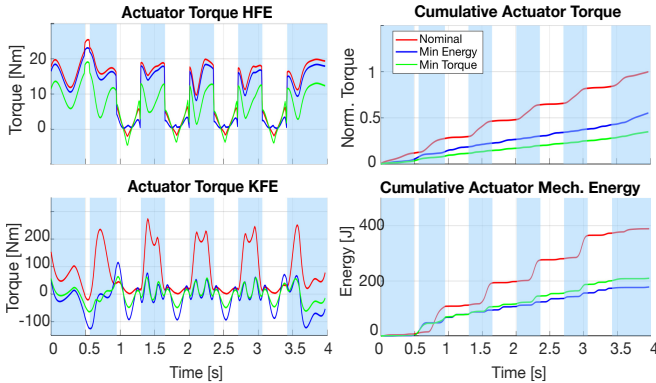 Actuator Torque HFE
Torque [Nm]
20
10
0
Cumulative Actuator Torque
Norm. Torque
1
0.5
0
Nominal
Min Energy
Min Torque
Actuator Torque KFE
Torque [Nm]
200
100
0
-100
0 0.5 1 1.5 2 2.5 3 3.5 4
Time [s]
Cumulative Actuator Mech. Energy
Energy [J]
400
200
0
0 0.5 1 1.5 2 2.5 3 3.5 4
Time [s]